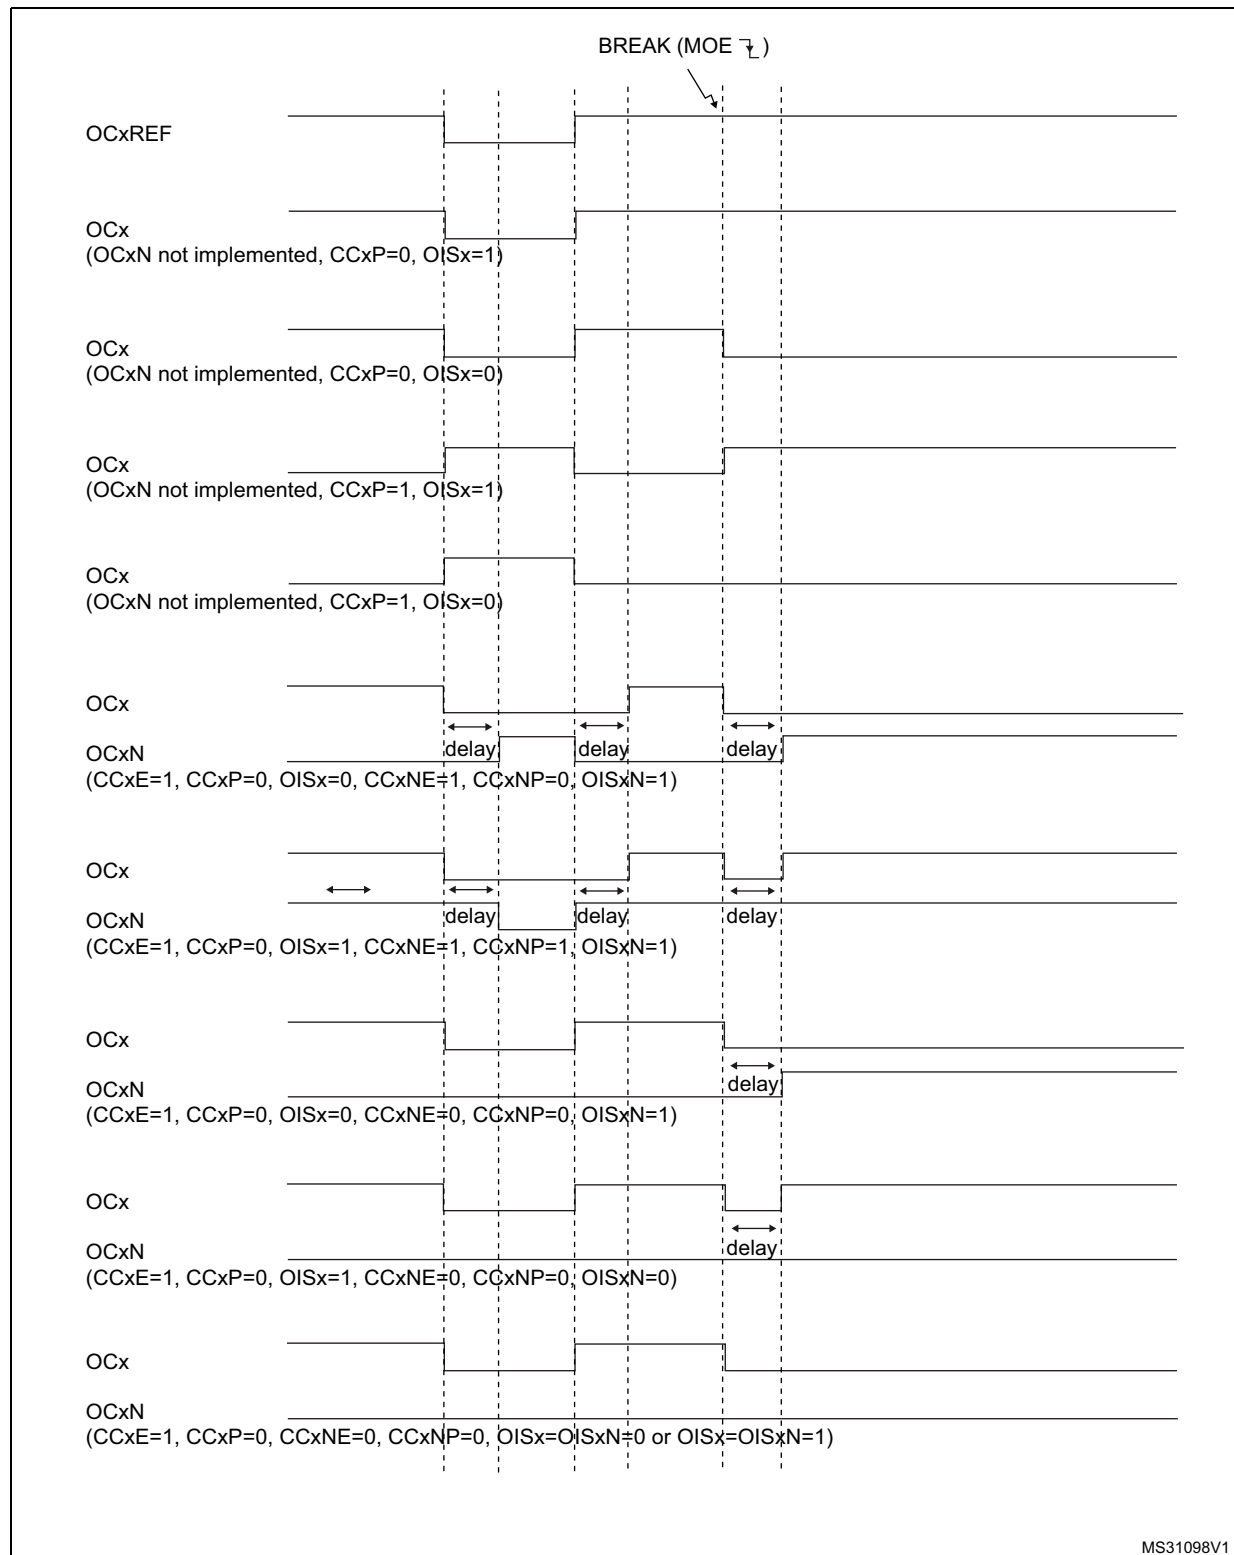 BREAK (MOE )
OCxREF
OCx
(OCxN not implemented, CCxP=0, OISx=1)
OCx
(OCxN not implemented, CCxP=0, OISx=0)
OCx
(OCxN not implemented, CCxP=1, OISx=1)
OCx
(OCxN not implemented, CCxP=1, OISx=0)
OCx
delay delay delay
OCxN
(CCxE=1, CCxP=0, OISx=0, CCxNE=1, CCxNP=0, OISxN=1)
OCx
delay delay delay
OCxN
(CCxE=1, CCxP=0, OISx=1, CCxNE=1, CCxNP=1, OISxN=1)
OCx
delay
OCxN
(CCxE=1, CCxP=0, OISx=0, CCxNE=0, CCxNP=0, OISxN=1)
OCx
delay
OCxN
(CCxE=1, CCxP=0, OISx=1, CCxNE=0, CCxNP=0, OISxN=0)
OCx
OCxN
(CCxE=1, CCxP=0, CCxNE=0, CCxNP=0, OISx=OISxN=0 or OISx=OISxN=1)
MS31098V1